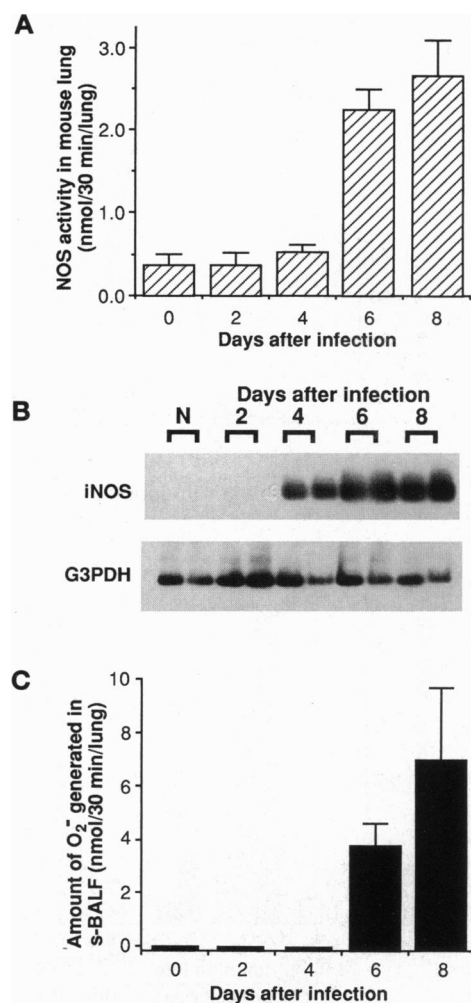 A
NOS activity in mouse lung
(nmol/30 min/lung)
3.0
2.0
1.0
0.0
0 2 4 6 8
Days after infection
B
Days after infection
N 2 4 6 8
iNOS
G3PDH
C
Amount of O₂⁻ generated in
s-BALF (nmol/30 min/lung)
10
8
6
4
2
0
0 2 4 6 8
Days after infection